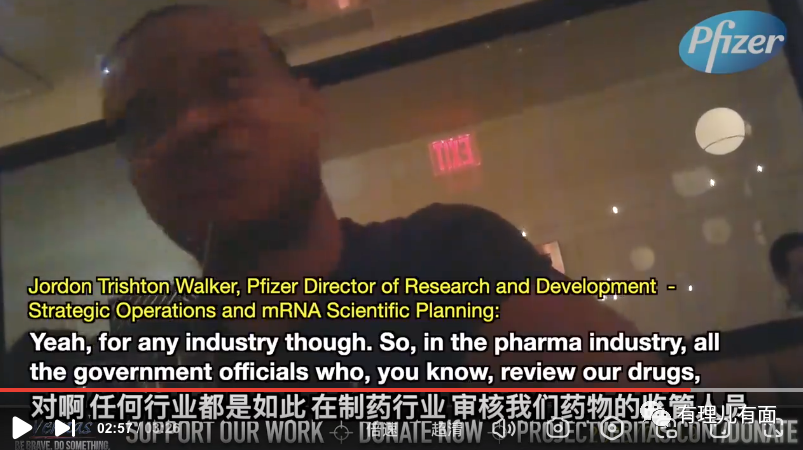 Pfizer
EXIT
Jordon Trishton Walker, Pfizer Director of Research and Development -
Strategic Operations and mRNA Scientific Planning:
Yeah, for any industry though. So, in the pharma industry, all
the government officials who, you know, review our drugs,
对啊 任何行业都是如此 在制药行业 审核我们药物的监管人员
有理儿有面
02:57 / 03:26
倍速
超清
SUPPORT OUR WORK
DONATE NOW
PROJECTVERITAS.COM/DONATE
BE BRAVE. DO SOMETHING.